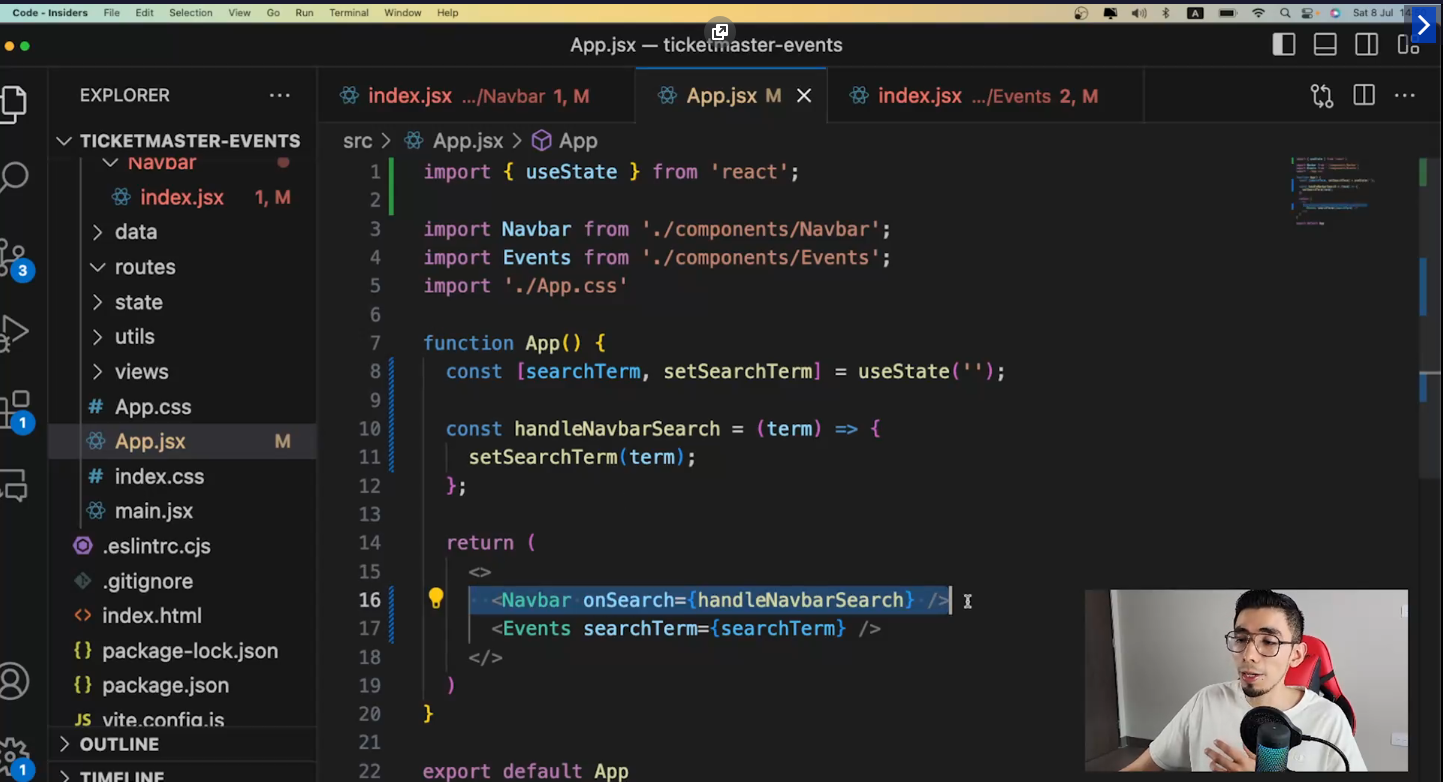 Code - Insiders File Edit Selection View Go Run Terminal Window Help
A
Sat 8 Jul
App.jsx — ticketmaster-events
EXPLORER
index.jsx .../Navbar 1, M
App.jsx M
index.jsx .../Events 2, M
TICKETMASTER-EVENTS
src > App.jsx > App
Navbar
index.jsx 1, M
data
routes
state
utils
views
# App.css
App.jsx M
# index.css
main.jsx
.eslintrc.cjs
.gitignore
<> index.html
{} package-lock.json
{} package.json
JS vite.config.js
OUTLINE
TIMELINE
3
1
1
1 import { useState } from 'react';
2
3 import Navbar from './components/Navbar';
4 import Events from './components/Events';
5 import './App.css'
6
7 function App() {
8 const [searchTerm, setSearchTerm] = useState('');
9
10 const handleNavbarSearch = (term) => {
11 setSearchTerm(term);
12 };
13
14 return (
15 <>
16 <Navbar onSearch={handleNavbarSearch} />
17 <Events searchTerm={searchTerm} />
18 </>
19 )
20 }
21
22 export default App